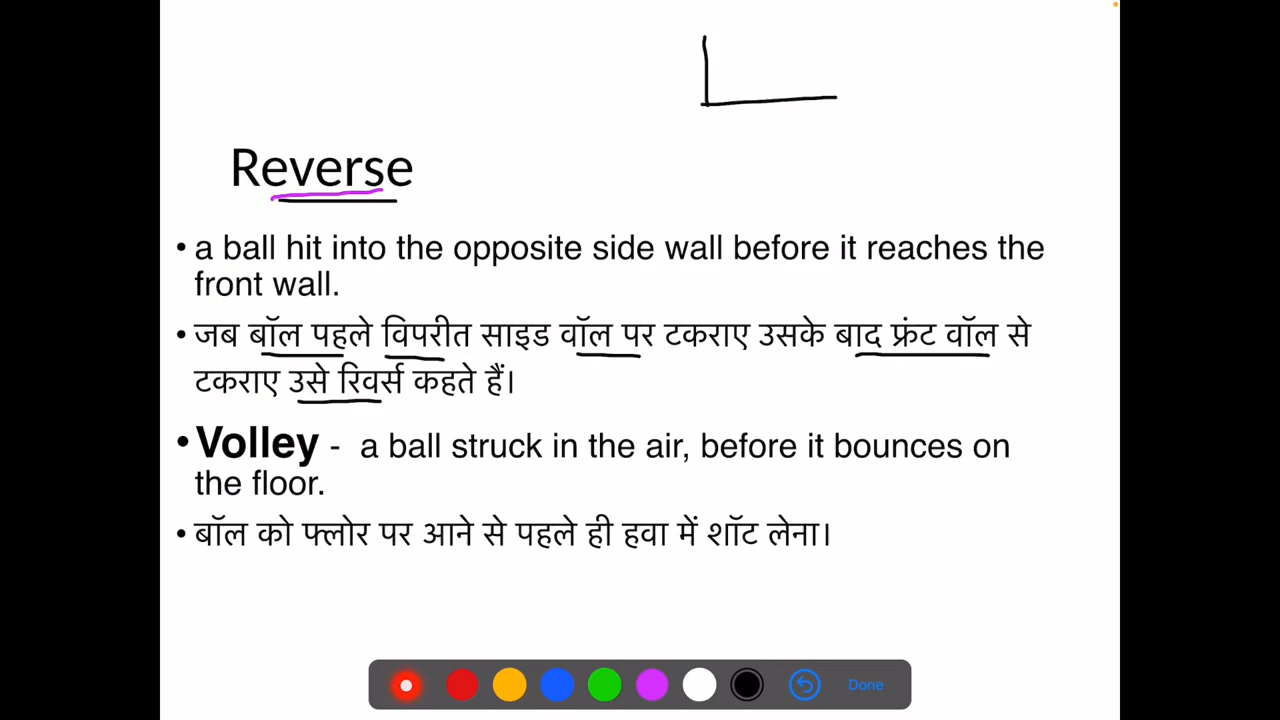 Reverse
• a ball hit into the opposite side wall before it reaches the
front wall.
• जब बॉल पहले विपरीत साइड वॉल पर टकराए उसके बाद फ्रंट वॉल से
टकराए उसे रिवर्स कहते हैं।
• Volley - a ball struck in the air, before it bounces on
the floor.
• बॉल को फ्लोर पर आने से पहले ही हवा में शॉट लेना।
Done